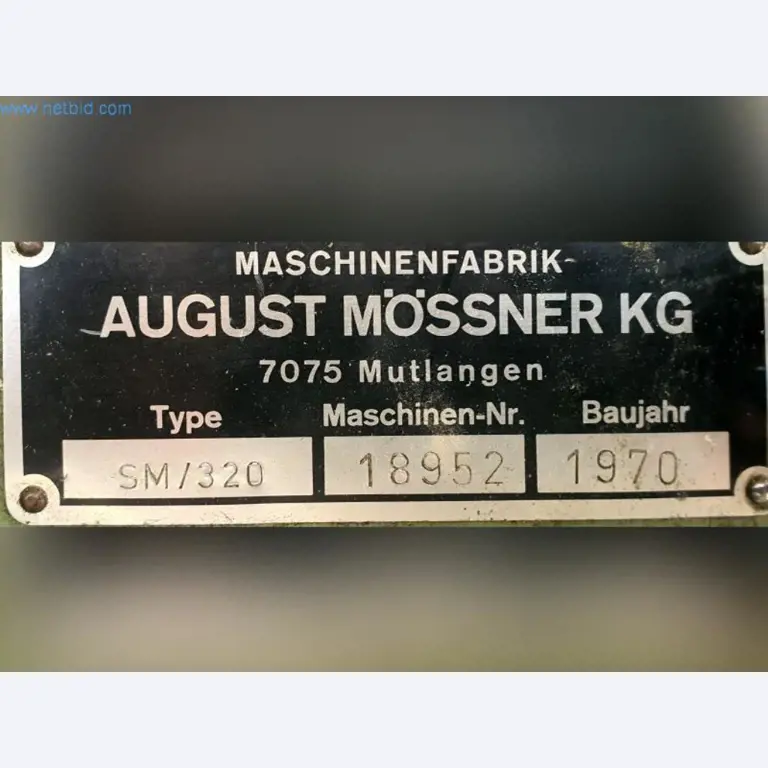 www.netbid.com
MASCHINENFABRIK
AUGUST MÖSSNER KG
7075 Mutlangen
Type Maschinen-Nr. Baujahr
SM/320 18952 1970